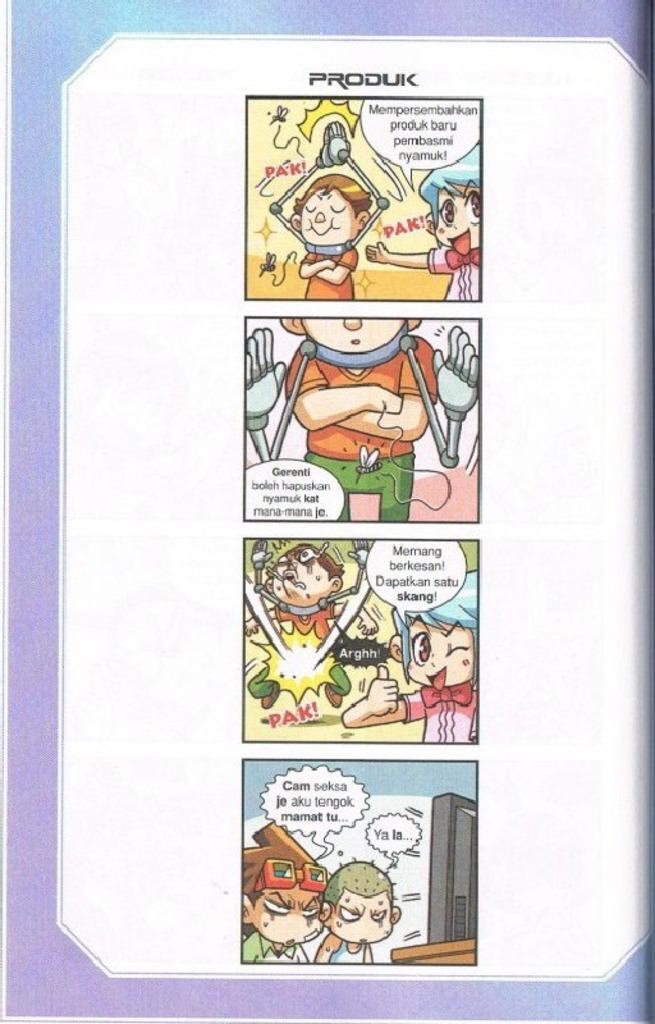 PRODUK
Mempersembahkan
produk baru
pembasmi
nyamuk!
PAK!
PAK!
Gerenti
boleh hapuskan
nyamuk kat
mana-mana je.
Memang
berkesan!
Dapatkan satu
skang!
Arghh!
PAK!
Cam seksa
je aku tengok
mamat tu...
Ya la...